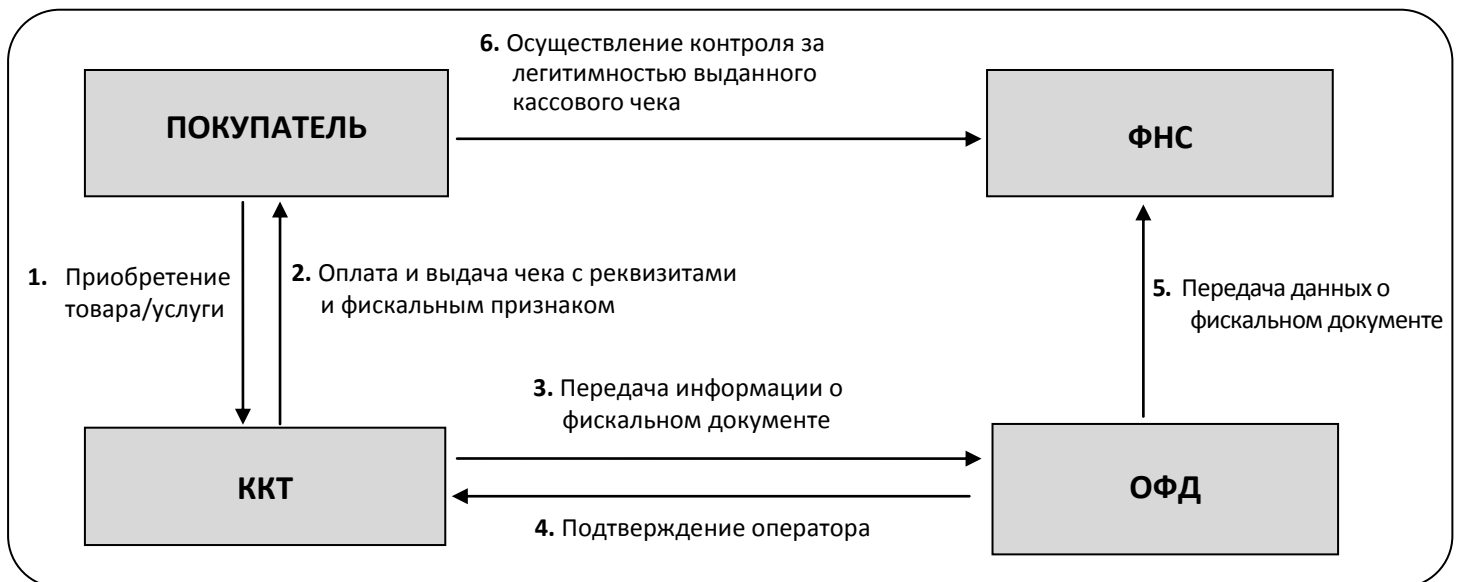 6. Осуществление контроля за
легитимностью выданного
кассового чека
ПОКУПАТЕЛЬ
ФНС
1. Приобретение
товара/услуги
2. Оплата и выдача чека с реквизитами
и фискальным признаком
5. Передача данных о
фискальном документе
3. Передача информации о
фискальном документе
ККТ
ОФД
4. Подтверждение оператора